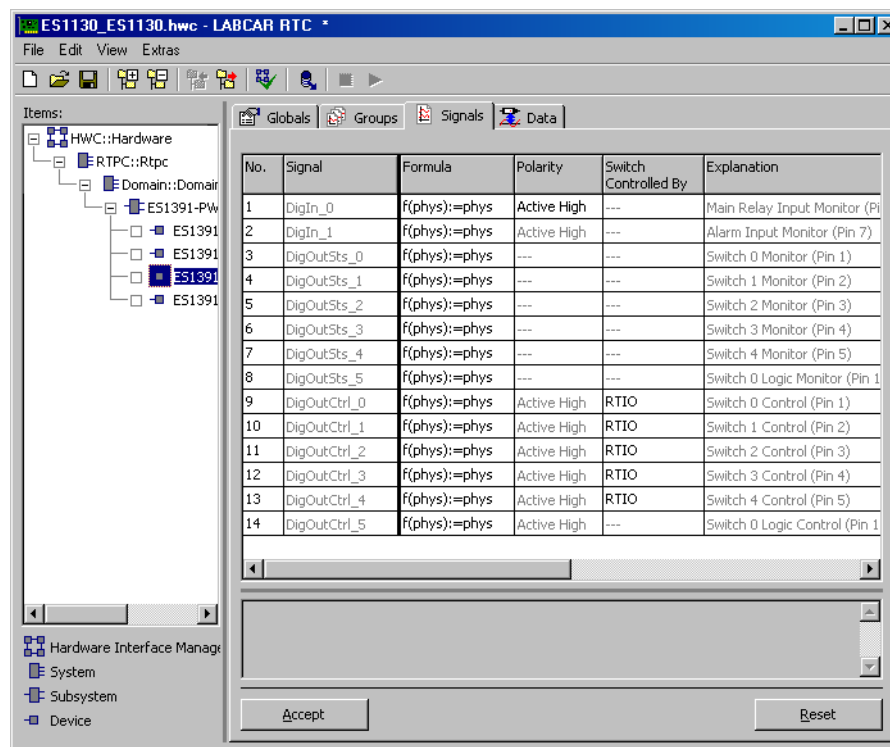 ES1130_ES1130.hwc - LABCAR RTC *
File Edit View Extras
Items:
HWC::Hardware
RTPC::Rtpc
Domain::Domain
ES1391-PW
ES1391
ES1391
ES1391
ES1391
Hardware Interface Manage
System
Subsystem
Device
Globals Groups Signals Data
No. Signal Formula Polarity Switch Controlled By Explanation
1 DigIn_0 f(phys):=phys Active High --- Main Relay Input Monitor (Pi
2 DigIn_1 f(phys):=phys Active High --- Alarm Input Monitor (Pin 7)
3 DigOutSts_0 f(phys):=phys --- --- Switch 0 Monitor (Pin 1)
4 DigOutSts_1 f(phys):=phys --- --- Switch 1 Monitor (Pin 2)
5 DigOutSts_2 f(phys):=phys --- --- Switch 2 Monitor (Pin 3)
6 DigOutSts_3 f(phys):=phys --- --- Switch 3 Monitor (Pin 4)
7 DigOutSts_4 f(phys):=phys --- --- Switch 4 Monitor (Pin 5)
8 DigOutSts_5 f(phys):=phys --- --- Switch 0 Logic Monitor (Pin 1
9 DigOutCtrl_0 f(phys):=phys Active High RTIO Switch 0 Control (Pin 1)
10 DigOutCtrl_1 f(phys):=phys Active High RTIO Switch 1 Control (Pin 2)
11 DigOutCtrl_2 f(phys):=phys Active High RTIO Switch 2 Control (Pin 3)
12 DigOutCtrl_3 f(phys):=phys Active High RTIO Switch 3 Control (Pin 4)
13 DigOutCtrl_4 f(phys):=phys Active High RTIO Switch 4 Control (Pin 5)
14 DigOutCtrl_5 f(phys):=phys Active High --- Switch 0 Logic Control (Pin 1
Accept Reset